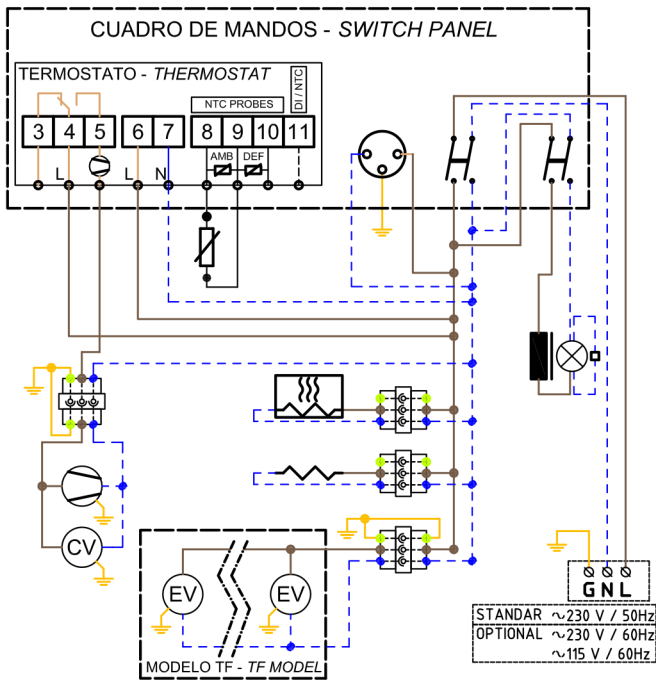 CUADRO DE MANDOS - SWITCH PANEL
TERMOSTATO - THERMOSTAT
DI / NTC
NTC PROBES
3 4 5 6 7 8 9 10 11
AMB DEF
L L N
CV
EV EV
MODELO TF - TF MODEL
G N L
STANDAR ~230 V / 50Hz
OPTIONAL ~230 V / 60Hz
~115 V / 60Hz